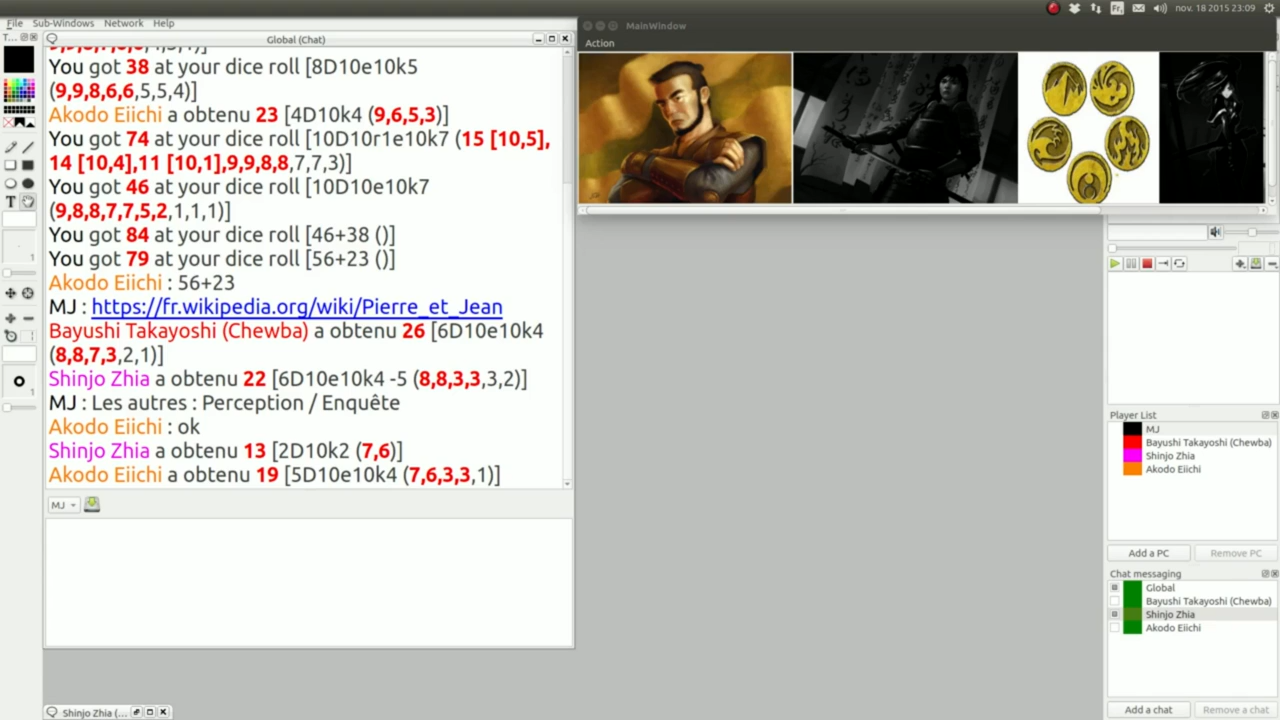 Fr
nov. 18 2015 23:09
File Sub-Windows Network Help
MainWindow
T...
Global (Chat)
Action
You got 38 at your dice roll [8D10e10k5
(9,9,8,6,6,5,5,4)]
Akodo Eiichi a obtenu 23 [4D10k4 (9,6,5,3)]
You got 74 at your dice roll [10D10r1e10k7 (15 [10,5],
14 [10,4],11 [10,1],9,9,8,8,7,7,3)]
You got 46 at your dice roll [10D10e10k7
(9,8,8,7,7,5,2,1,1,1)]
You got 84 at your dice roll [46+38 ()]
You got 79 at your dice roll [56+23 ()]
Akodo Eiichi : 56+23
MJ : https://fr.wikipedia.org/wiki/Pierre_et_Jean
Bayushi Takayoshi (Chewba) a obtenu 26 [6D10e10k4
(8,8,7,3,2,1)]
Shinjo Zhia a obtenu 22 [6D10e10k4 -5 (8,8,3,3,3,2)]
MJ : Les autres : Perception / Enquête
Akodo Eiichi : ok
Shinjo Zhia a obtenu 13 [2D10k2 (7,6)]
Akodo Eiichi a obtenu 19 [5D10e10k4 (7,6,3,3,1)]
T
1
1
MJ
Player List
MJ
Bayushi Takayoshi (Chewba)
Shinjo Zhia
Akodo Eiichi
Add a PC
Remove PC
Chat messaging
Global
Bayushi Takayoshi (Chewba)
Shinjo Zhia
Akodo Eiichi
Add a chat
Remove a chat
Shinjo Zhia (...